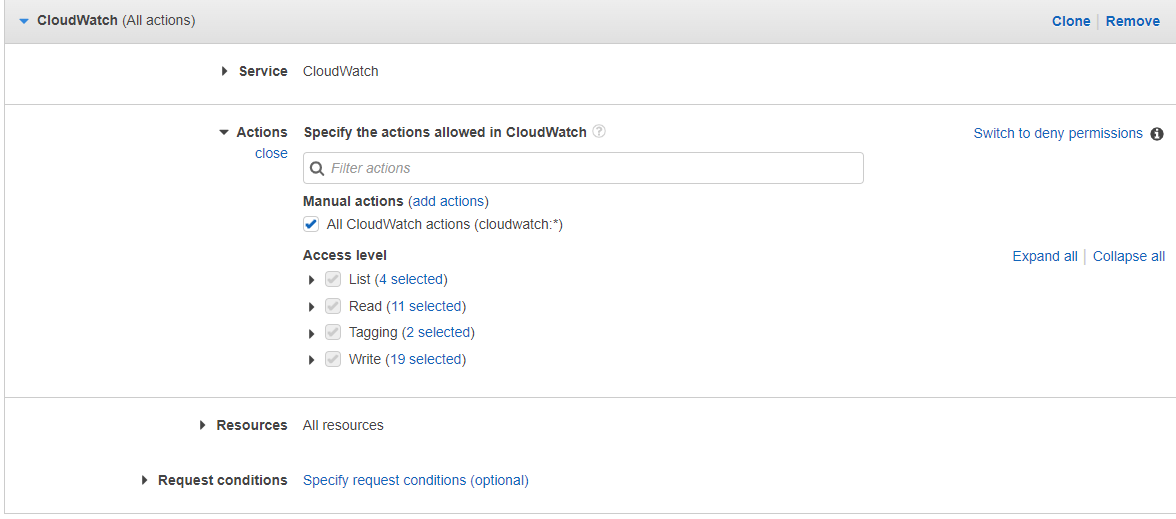 CloudWatch (All actions) Clone | Remove
Service CloudWatch
Actions Specify the actions allowed in CloudWatch ? Switch to deny permissions i
close
Filter actions
Manual actions (add actions)
All CloudWatch actions (cloudwatch:*)
Access level Expand all | Collapse all
List (4 selected)
Read (11 selected)
Tagging (2 selected)
Write (19 selected)
Resources All resources
Request conditions Specify request conditions (optional)